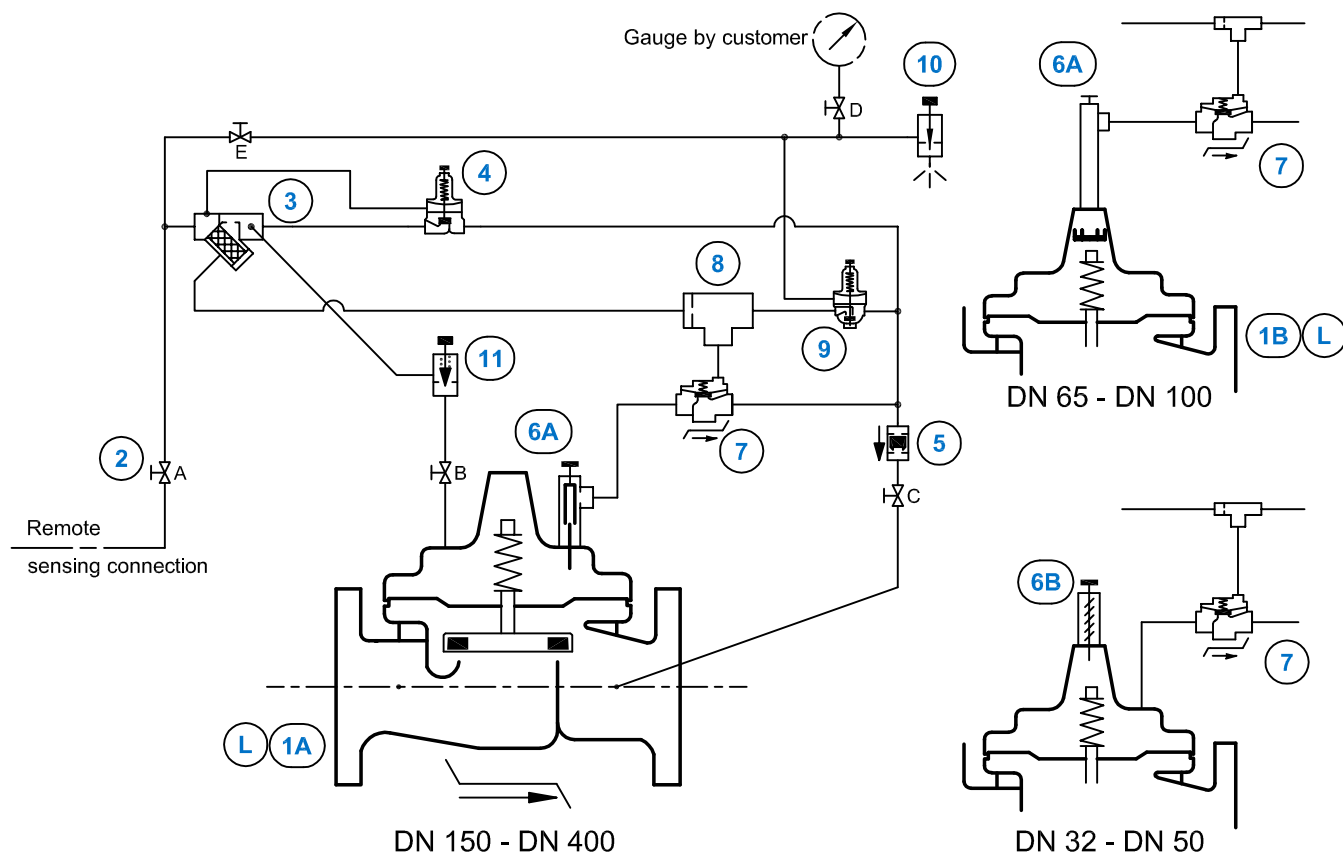 Gauge by customer
10
6A
D
E
4
3
7
8
9
11
1B L
DN 65 - DN 100
6A
7
5
2
A
B
C
Remote
sensing connection
6B
7
L 1A
DN 150 - DN 400
DN 32 - DN 50